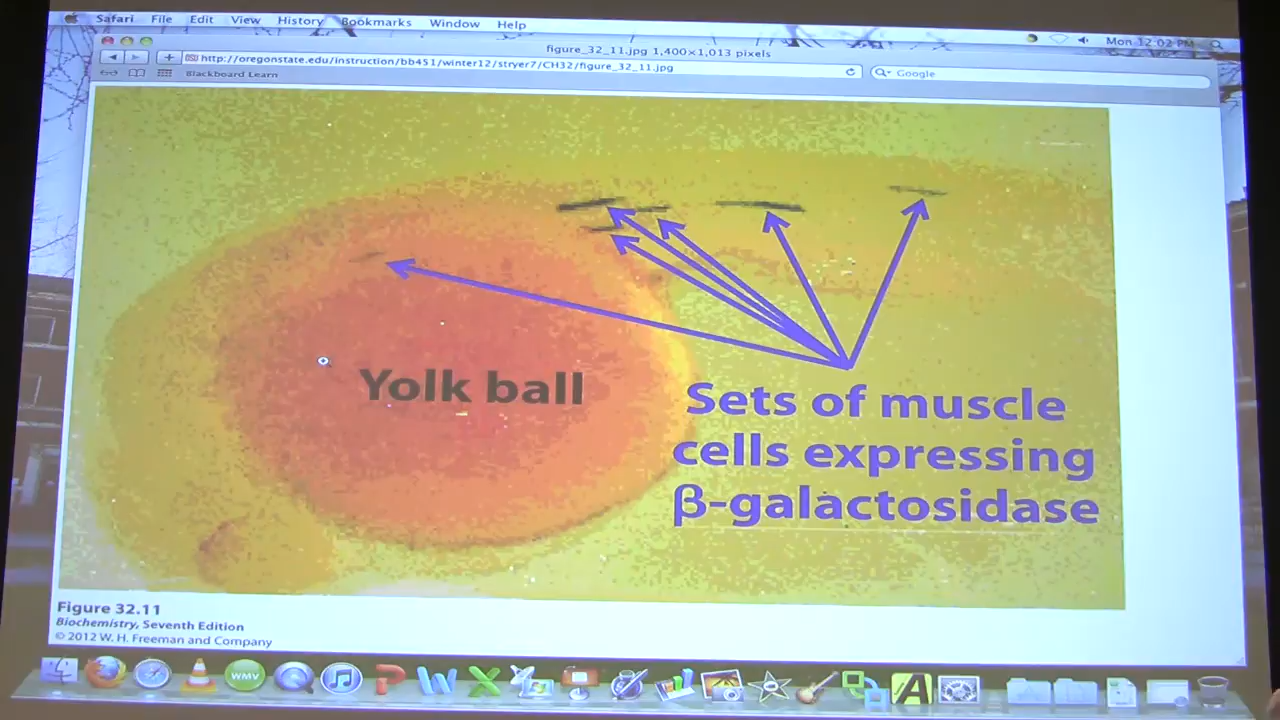 Safari File Edit View History Bookmarks Window Help
Mon 12:02 PM
figure_32_11.jpg 1,400×1,013 pixels
http://oregonstate.edu/instruction/bb451/winter12/stryer7/CH32/figure_32_11.jpg
Google
Blackboard Learn
Yolk ball
Sets of muscle
cells expressing
β-galactosidase
Figure 32.11
Biochemistry, Seventh Edition
© 2012 W. H. Freeman and Company
WMV